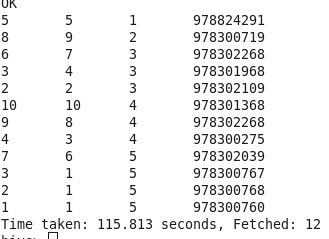 OK
5 5 1 978824291
8 9 2 978300719
6 7 3 978302268
3 4 3 978301968
2 2 3 978302109
10 10 4 978301368
9 8 4 978302268
4 3 4 978300275
7 6 5 978302039
3 1 5 978300767
2 1 5 978300768
1 1 5 978300760
Time taken: 115.813 seconds, Fetched: 12
hive>